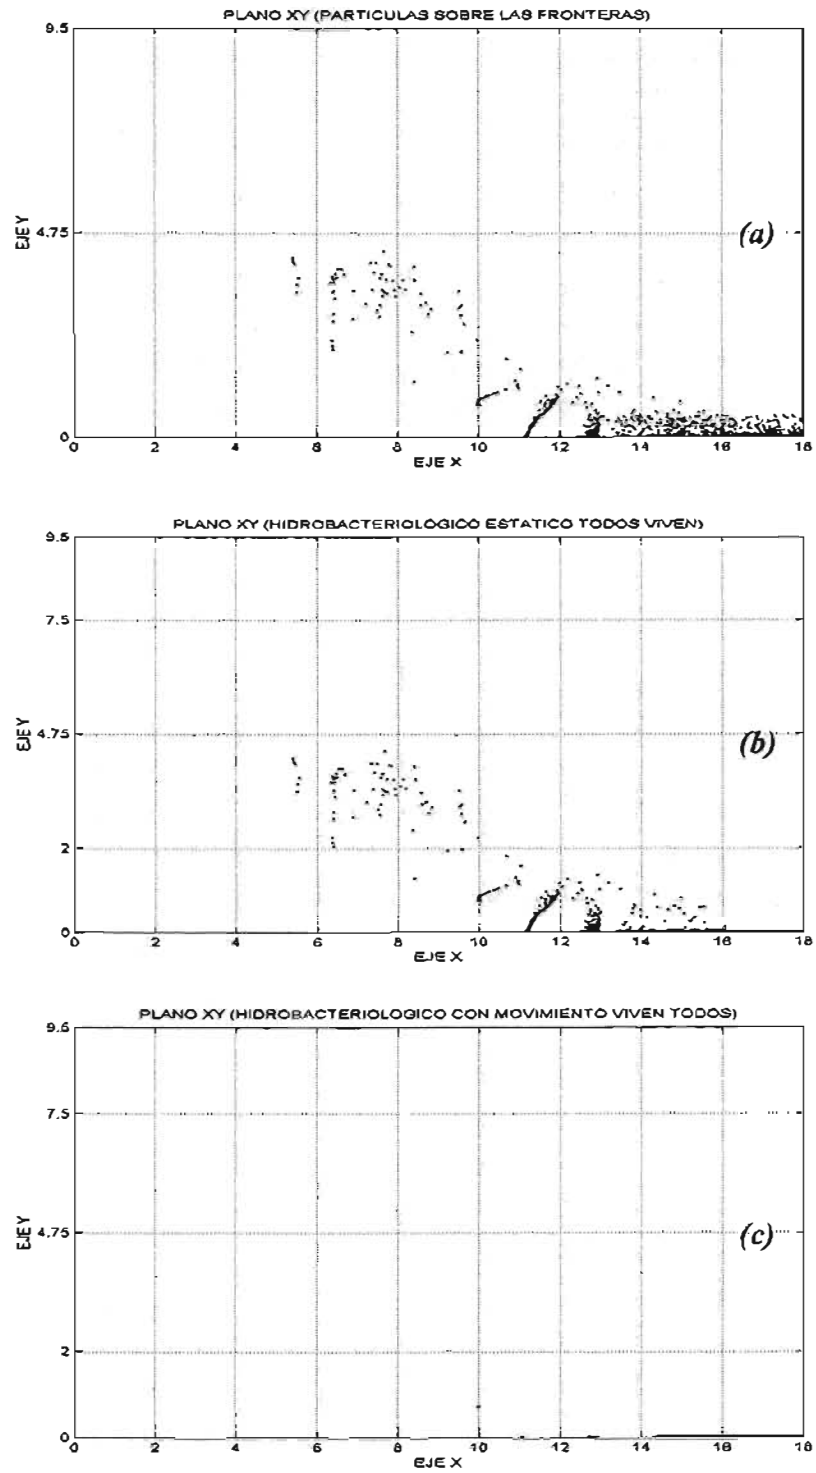 PLANO XY (PARTICULAS SOBRE LAS FRONTERAS)
9.5
4.75
0
EJE Y
(a)
0 2 4 6 8 10 12 14 16 18
EJE X
PLANO XY (HIDROBACTERIOLOGICO ESTATICO TODOS VIVEN)
9.5
7.5
4.75
2
0
EJE Y
(b)
0 2 4 6 8 10 12 14 16 18
EJE X
PLANO XY (HIDROBACTERIOLOGICO CON MOVIMIENTO VIVEN TODOS)
9.5
7.5
4.75
2
0
EJE Y
(c)
0 2 4 6 8 10 12 14 16 18
EJE X